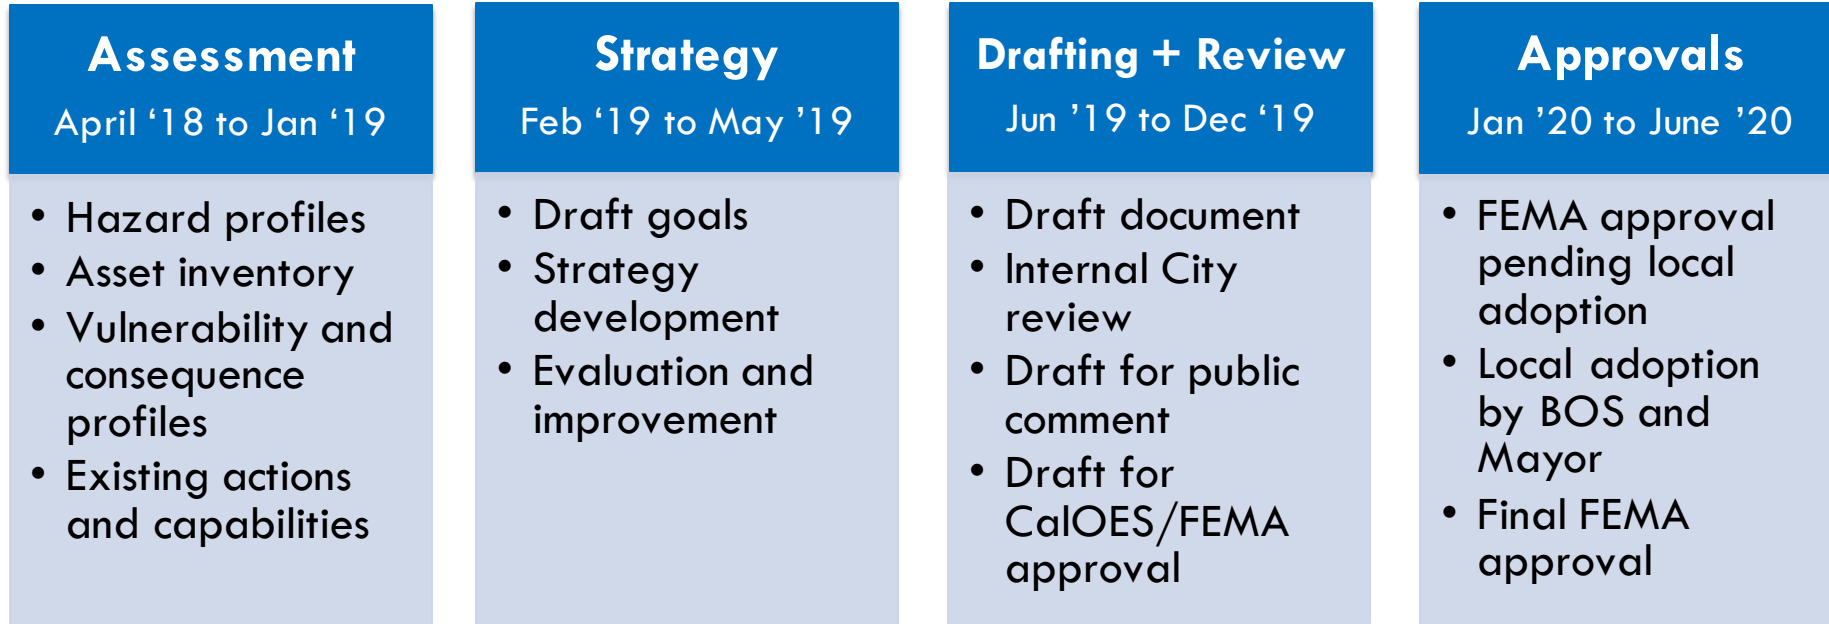 Assessment
April ‘18 to Jan ‘19
• Hazard profiles
• Asset inventory
• Vulnerability and
consequence
profiles
• Existing actions
and capabilities
Strategy
Feb ‘19 to May ’19
• Draft goals
• Strategy
development
• Evaluation and
improvement
Drafting + Review
Jun ’19 to Dec ‘19
• Draft document
• Internal City
review
• Draft for public
comment
• Draft for
CalOES/FEMA
approval
Approvals
Jan ’20 to June ’20
• FEMA approval
pending local
adoption
• Local adoption
by BOS and
Mayor
• Final FEMA
approval